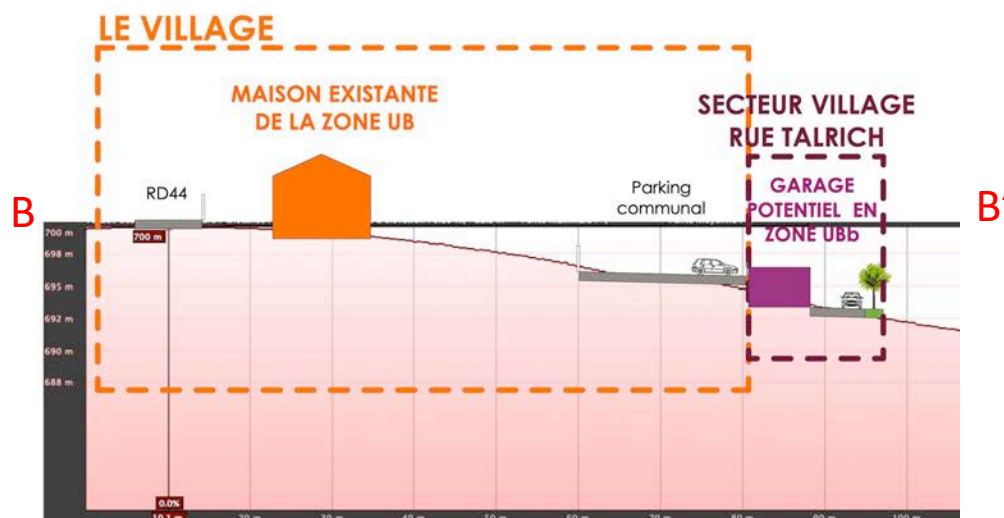 LE VILLAGE
MAISON EXISTANTE
DE LA ZONE UB
SECTEUR VILLAGE
RUE TALRICH
RD44
Parking
communal
GARAGE
POTENTIEL EN
ZONE UBb
B
B'
700 m
700 m
698 m
695 m
692 m
690 m
688 m
0.0%